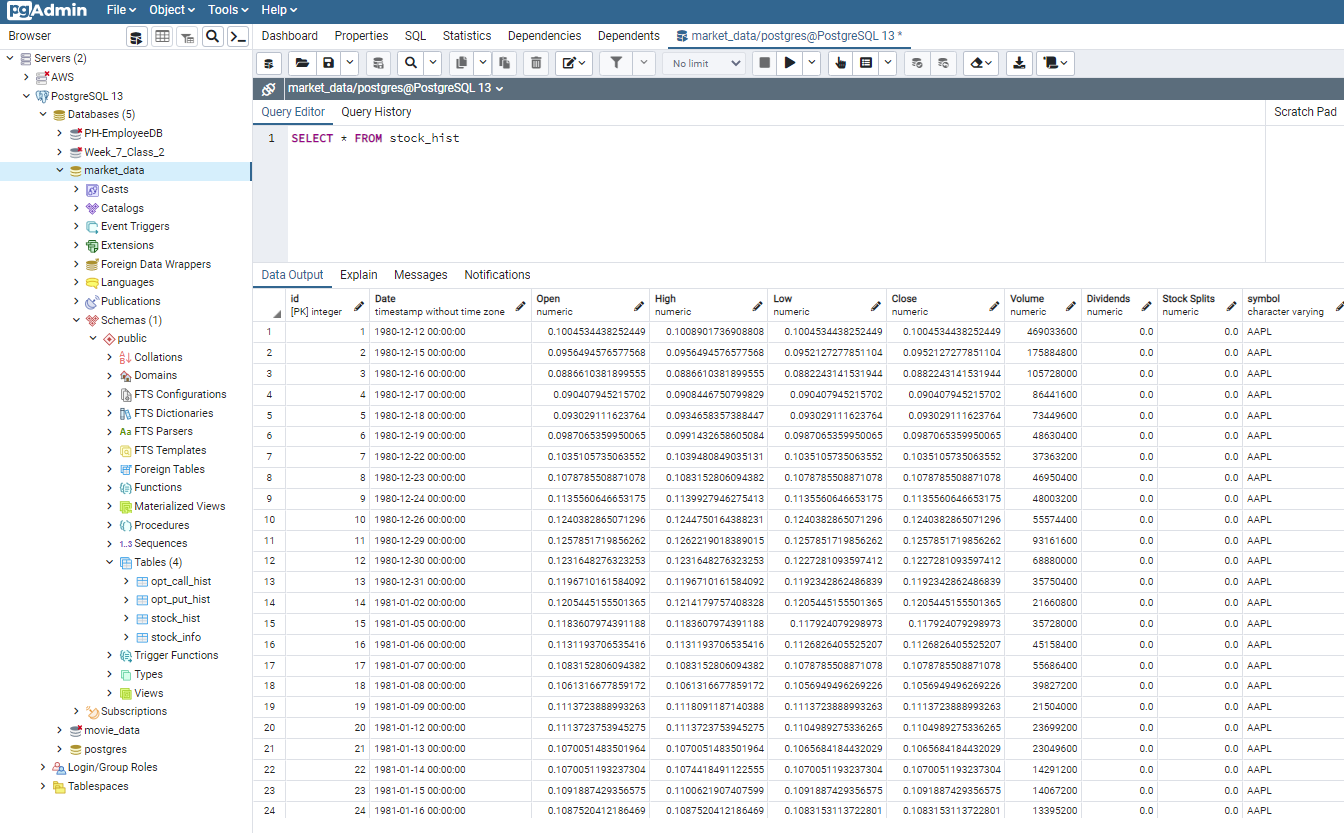 pgAdmin File Object Tools Help
Browser
Dashboard Properties SQL Statistics Dependencies Dependents market_data/postgres@PostgreSQL 13 *
Servers (2)
AWS
PostgreSQL 13
Databases (5)
PH-EmployeeDB
Week_7_Class_2
market_data
Casts
Catalogs
Event Triggers
Extensions
Foreign Data Wrappers
Languages
Publications
Schemas (1)
public
Collations
Domains
FTS Configurations
FTS Dictionaries
Aa FTS Parsers
FTS Templates
Foreign Tables
Functions
Materialized Views
Procedures
1..3 Sequences
Tables (4)
opt_call_hist
opt_put_hist
stock_hist
stock_info
Trigger Functions
Types
Views
Subscriptions
movie_data
postgres
Login/Group Roles
Tablespaces
No limit
market_data/postgres@PostgreSQL 13
Query Editor Query History
Scratch Pad
1 SELECT * FROM stock_hist
Data Output Explain Messages Notifications
id Date Open High Low Close Volume Dividends Stock Splits symbol
[PK] integer timestamp without time zone numeric numeric numeric numeric numeric numeric numeric character varying
1 1 1980-12-12 00:00:00 0.1004534438252449 0.1008901736908808 0.1004534438252449 0.1004534438252449 469033600 0.0 0.0 AAPL
2 2 1980-12-15 00:00:00 0.0956494576577568 0.0956494576577568 0.0952127277851104 0.0952127277851104 175884800 0.0 0.0 AAPL
3 3 1980-12-16 00:00:00 0.0886610381899555 0.0886610381899555 0.0882243141531944 0.0882243141531944 105728000 0.0 0.0 AAPL
4 4 1980-12-17 00:00:00 0.090407945215702 0.0908446750799829 0.090407945215702 0.090407945215702 86441600 0.0 0.0 AAPL
5 5 1980-12-18 00:00:00 0.093029111623764 0.0934658357388447 0.093029111623764 0.093029111623764 73449600 0.0 0.0 AAPL
6 6 1980-12-19 00:00:00 0.0987065359950065 0.0991432658605084 0.0987065359950065 0.0987065359950065 48630400 0.0 0.0 AAPL
7 7 1980-12-22 00:00:00 0.1035105735063552 0.1039480849035131 0.1035105735063552 0.1035105735063552 37363200 0.0 0.0 AAPL
8 8 1980-12-23 00:00:00 0.1078785508871078 0.1083152806094382 0.1078785508871078 0.1078785508871078 46950400 0.0 0.0 AAPL
9 9 1980-12-24 00:00:00 0.1135560646653175 0.1139927946275413 0.1135560646653175 0.1135560646653175 48003200 0.0 0.0 AAPL
10 10 1980-12-26 00:00:00 0.1240382865071296 0.1244750164388231 0.1240382865071296 0.1240382865071296 55574400 0.0 0.0 AAPL
11 11 1980-12-29 00:00:00 0.1257851719856262 0.1262219018389015 0.1257851719856262 0.1257851719856262 93161600 0.0 0.0 AAPL
12 12 1980-12-30 00:00:00 0.1231648276323253 0.1231648276323253 0.1227281093597412 0.1227281093597412 68880000 0.0 0.0 AAPL
13 13 1980-12-31 00:00:00 0.1196710161584092 0.1196710161584092 0.1192342862486839 0.1192342862486839 35750400 0.0 0.0 AAPL
14 14 1981-01-02 00:00:00 0.1205445155501365 0.1214179757408328 0.1205445155501365 0.1205445155501365 21660800 0.0 0.0 AAPL
15 15 1981-01-05 00:00:00 0.1183607974391188 0.1183607974391188 0.117924079298973 0.117924079298973 35728000 0.0 0.0 AAPL
16 16 1981-01-06 00:00:00 0.1131193706535416 0.1131193706535416 0.1126826405525207 0.1126826405525207 45158400 0.0 0.0 AAPL
17 17 1981-01-07 00:00:00 0.1083152806094382 0.1083152806094382 0.1078785508871078 0.1078785508871078 55686400 0.0 0.0 AAPL
18 18 1981-01-08 00:00:00 0.1061316677859172 0.1061316677859172 0.1056949496269226 0.1056949496269226 39827200 0.0 0.0 AAPL
19 19 1981-01-09 00:00:00 0.1113723888993263 0.1118091187140388 0.1113723888993263 0.1113723888993263 21504000 0.0 0.0 AAPL
20 20 1981-01-12 00:00:00 0.1113723753945275 0.1113723753945275 0.1104989275336265 0.1104989275336265 23699200 0.0 0.0 AAPL
21 21 1981-01-13 00:00:00 0.1070051483501964 0.1070051483501964 0.1065684184432029 0.1065684184432029 23049600 0.0 0.0 AAPL
22 22 1981-01-14 00:00:00 0.1070051193237304 0.1074418491122555 0.1070051193237304 0.1070051193237304 14291200 0.0 0.0 AAPL
23 23 1981-01-15 00:00:00 0.1091887429356575 0.1100621907407599 0.1091887429356575 0.1091887429356575 14067200 0.0 0.0 AAPL
24 24 1981-01-16 00:00:00 0.1087520412186469 0.1087520412186469 0.1083153113722801 0.1083153113722801 13395200 0.0 0.0 AAPL